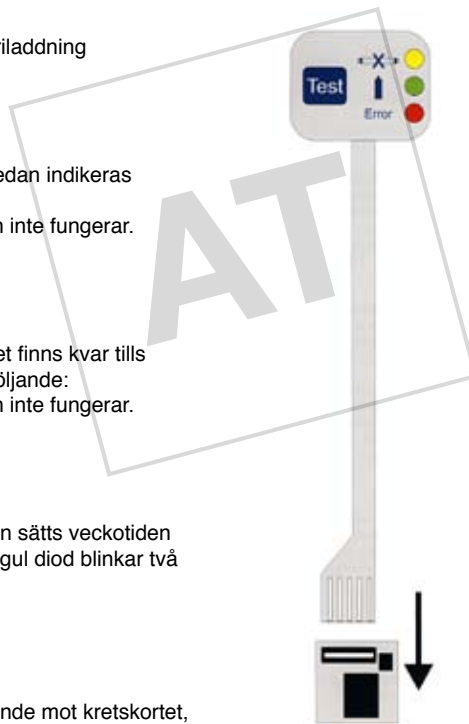 riladdning
edan indikeras
n inte fungerar.
et finns kvar tills
öljande:
n inte fungerar.
n sätts veckotiden
gul diod blinkar två
nde mot kretskortet,
Test
X
Error
AT